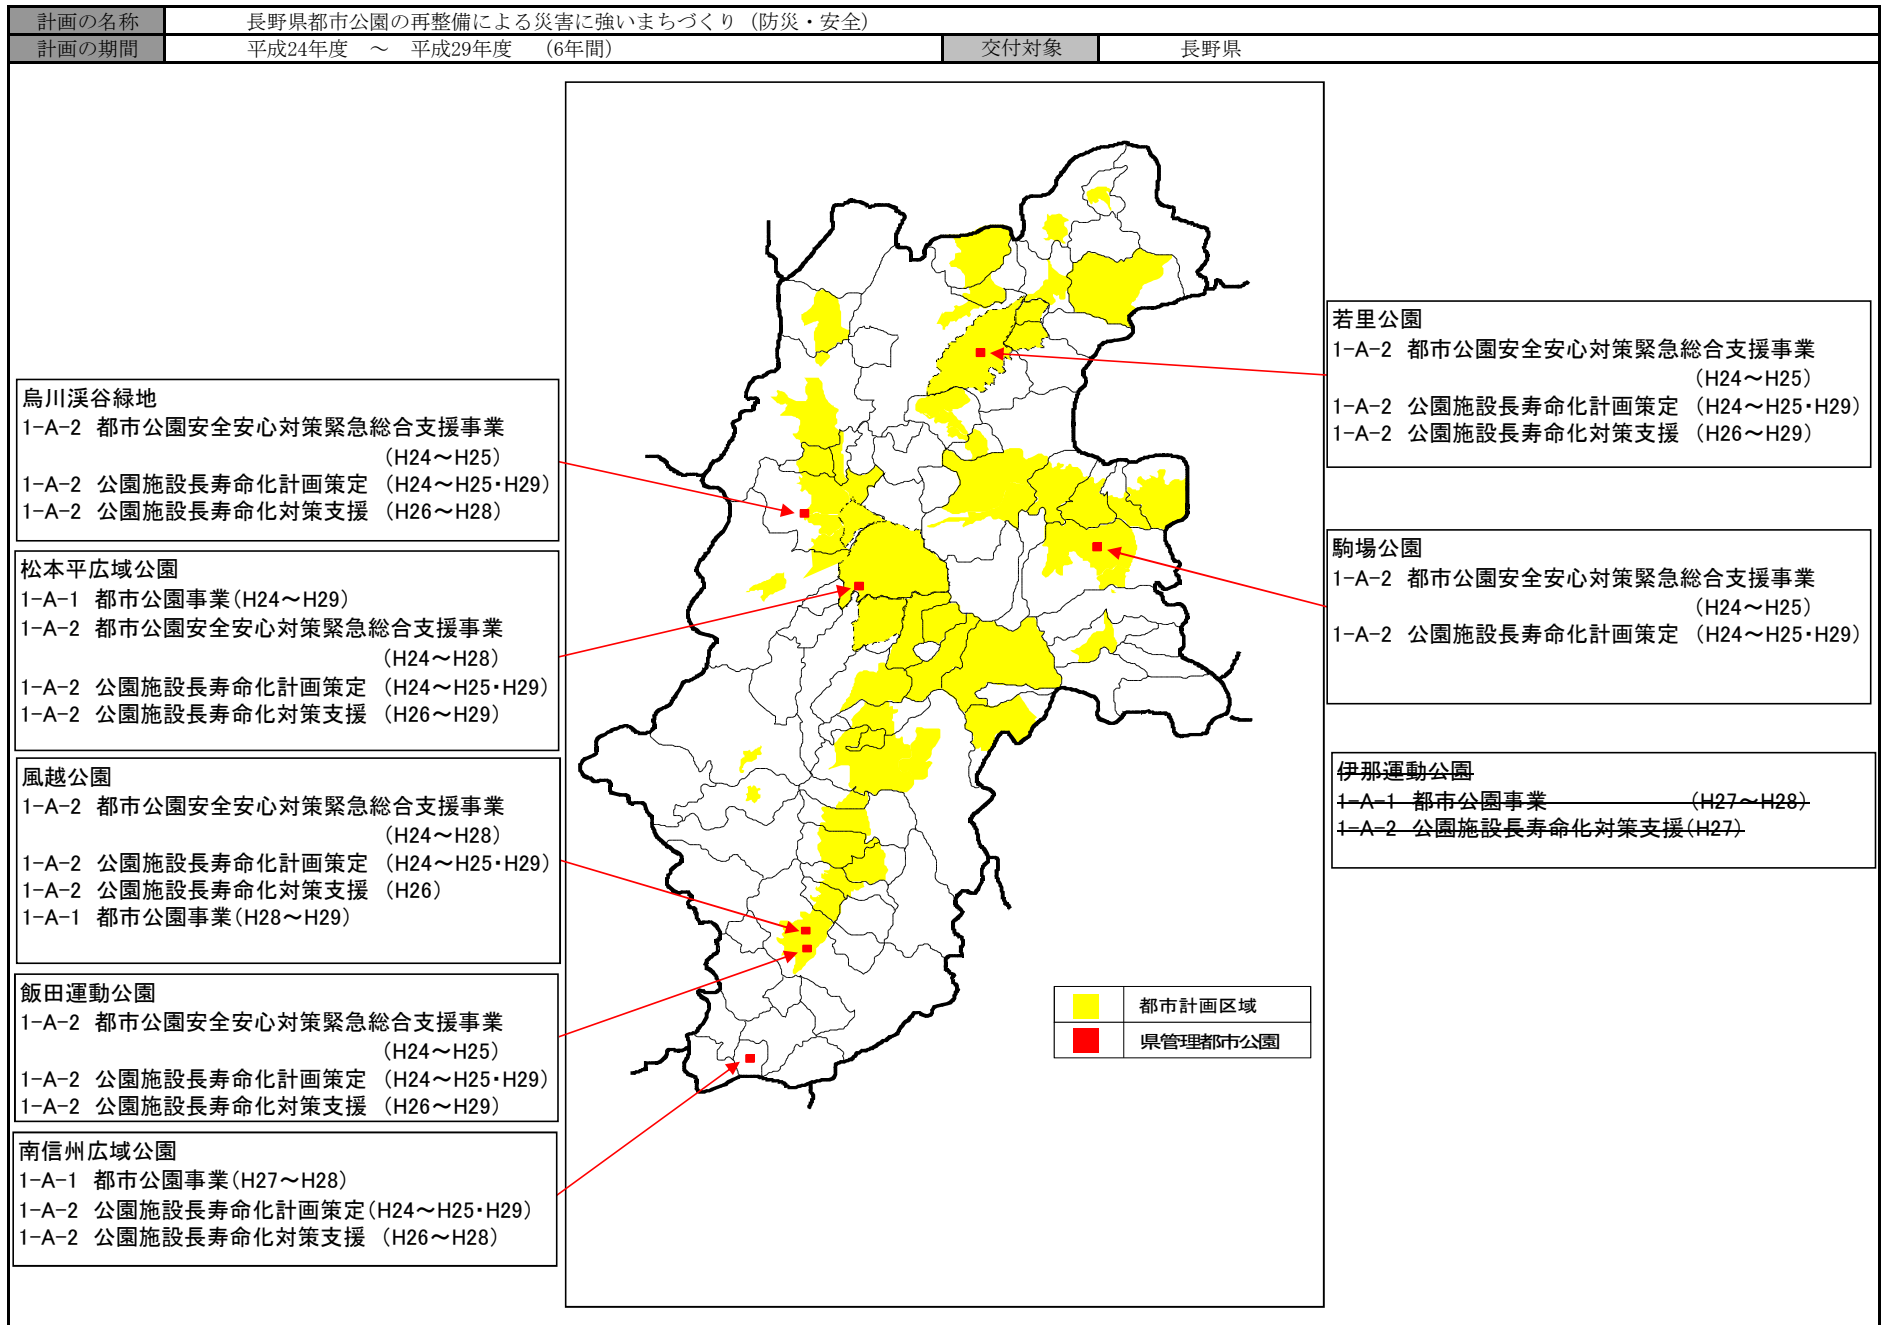 計画の名称 長野県都市公園の再整備による災害に強いまちづくり（防災・安全）
計画の期間 平成24年度 ～ 平成29年度 （6年間） 交付対象 長野県
烏川渓谷緑地
1-A-2 都市公園安全安心対策緊急総合支援事業
（H24～H25）
1-A-2 公園施設長寿命化計画策定 （H24～H25・H29）
1-A-2 公園施設長寿命化対策支援 （H26～H28）
松本平広域公園
1-A-1 都市公園事業（H24～H29）
1-A-2 都市公園安全安心対策緊急総合支援事業
（H24～H28）
1-A-2 公園施設長寿命化計画策定 （H24～H25・H29）
1-A-2 公園施設長寿命化対策支援 （H26～H29）
風越公園
1-A-2 都市公園安全安心対策緊急総合支援事業
（H24～H28）
1-A-2 公園施設長寿命化計画策定 （H24～H25・H29）
1-A-2 公園施設長寿命化対策支援 （H26）
1-A-1 都市公園事業（H28～H29）
飯田運動公園
1-A-2 都市公園安全安心対策緊急総合支援事業
（H24～H25）
1-A-2 公園施設長寿命化計画策定 （H24～H25・H29）
1-A-2 公園施設長寿命化対策支援 （H26～H29）
南信州広域公園
1-A-1 都市公園事業（H27～H28）
1-A-2 公園施設長寿命化計画策定（H24～H25・H29）
1-A-2 公園施設長寿命化対策支援 （H26～H28）
若里公園
1-A-2 都市公園安全安心対策緊急総合支援事業
（H24～H25）
1-A-2 公園施設長寿命化計画策定 （H24～H25・H29）
1-A-2 公園施設長寿命化対策支援 （H26～H29）
駒場公園
1-A-2 都市公園安全安心対策緊急総合支援事業
（H24～H25）
1-A-2 公園施設長寿命化計画策定 （H24～H25・H29）
伊那運動公園
1-A-1 都市公園事業 （H27～H28）
1-A-2 公園施設長寿命化対策支援（H27）
都市計画区域
県管理都市公園